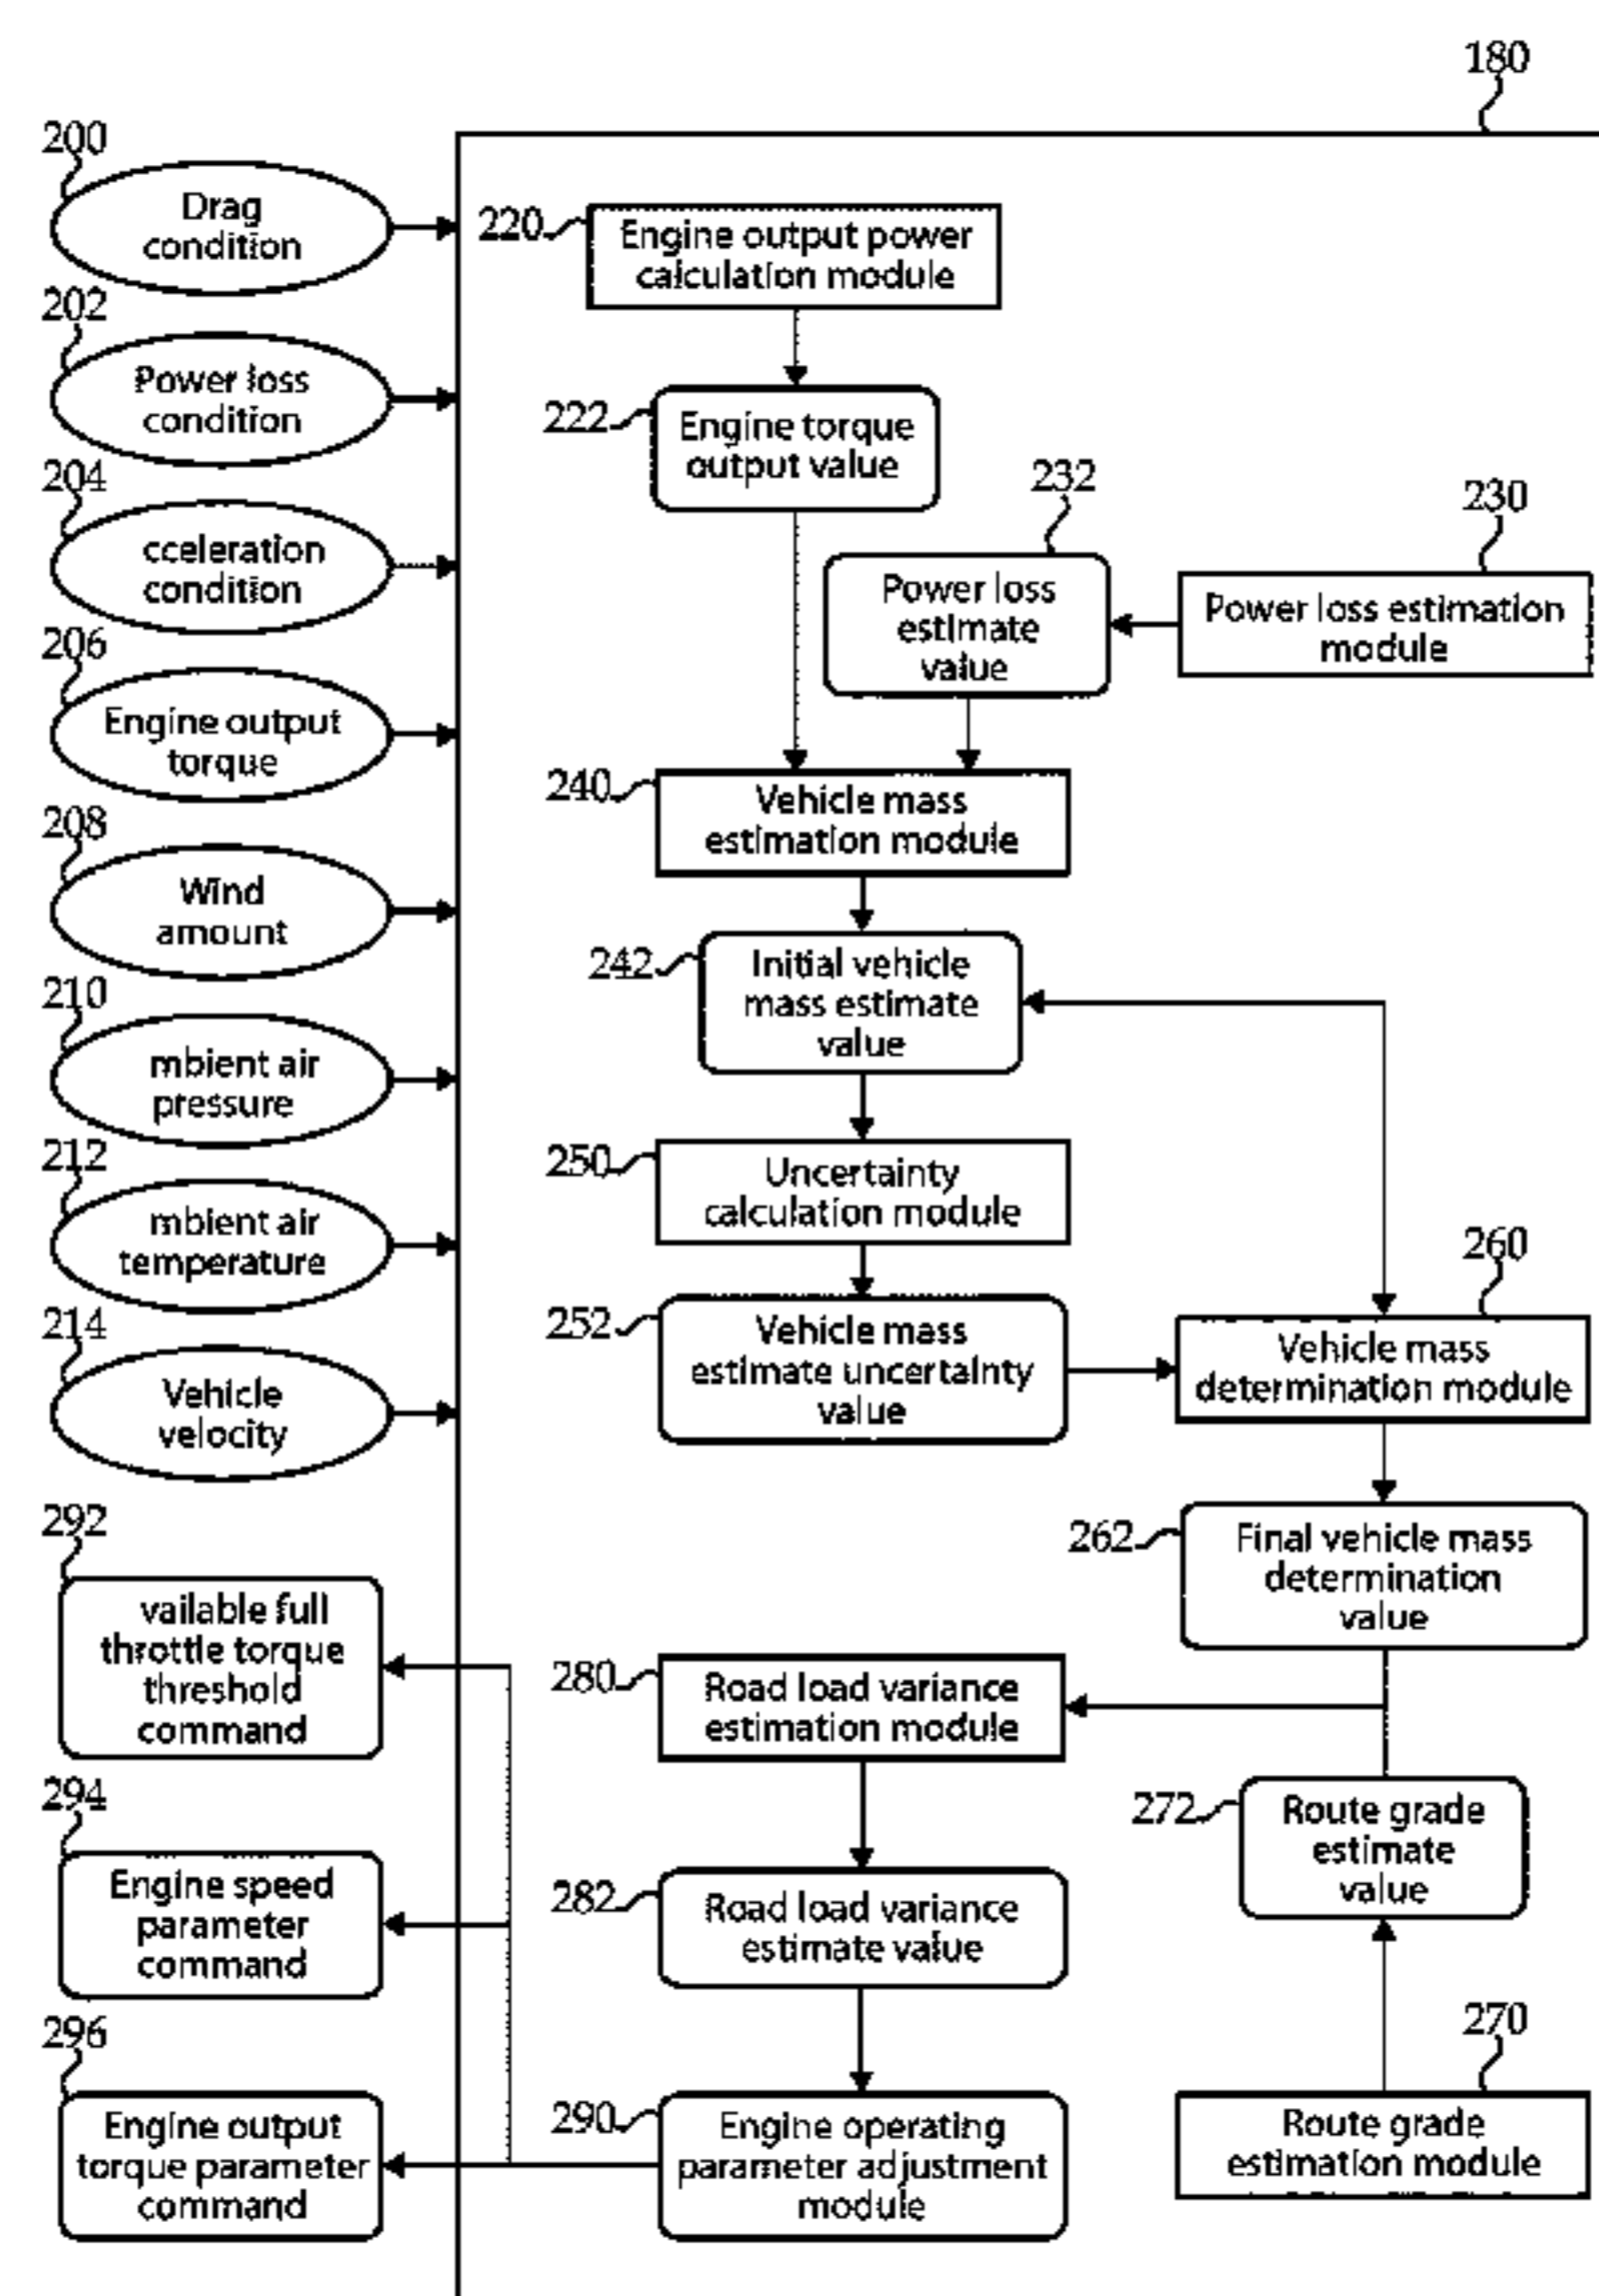 180
200
Drag
condition
202
Power loss
condition
204
cceleration
condition
206
Engine output
torque
208
Wind
amount
210
mbient air
pressure
212
mbient air
temperature
214
Vehicle
velocity
292
vailable full
throttle torque
threshold
command
294
Engine speed
parameter
command
296
Engine output
torque parameter
command
220
Engine output power
calculation module
222
Engine torque
output value
232
Power loss
estimate
value
230
Power loss estimation
module
240
Vehicle mass
estimation module
242
Initial vehicle
mass estimate
value
250
Uncertainty
calculation module
252
Vehicle mass
estimate uncertainty
value
260
Vehicle mass
determination module
262
Final vehicle mass
determination
value
280
Road load variance
estimation module
272
Route grade
estimate
value
282
Road load variance
estimate value
270
Route grade
estimation module
290
Engine operating
parameter adjustment
module